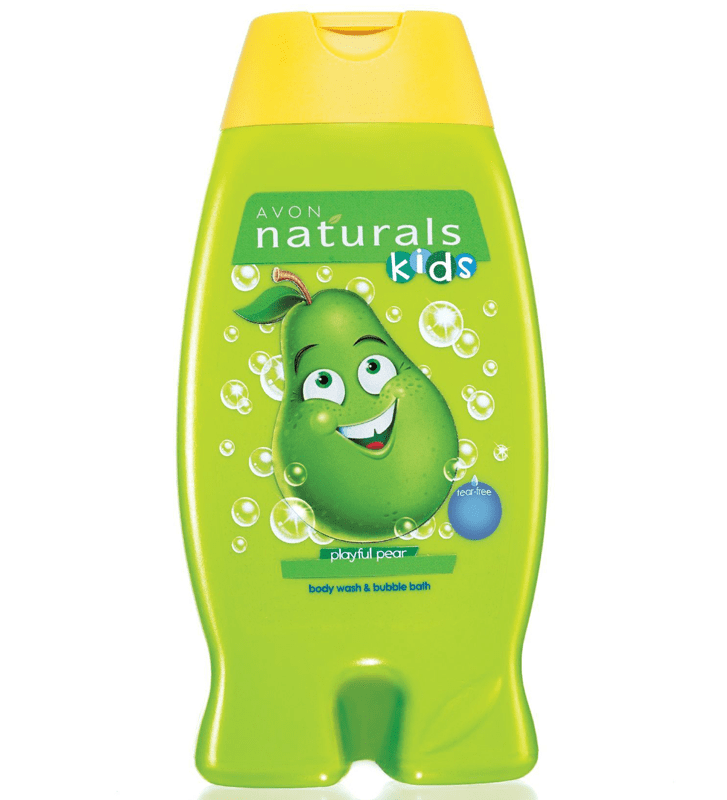 AVON
naturals
kids
tear-free
playful pear
body wash & bubble bath